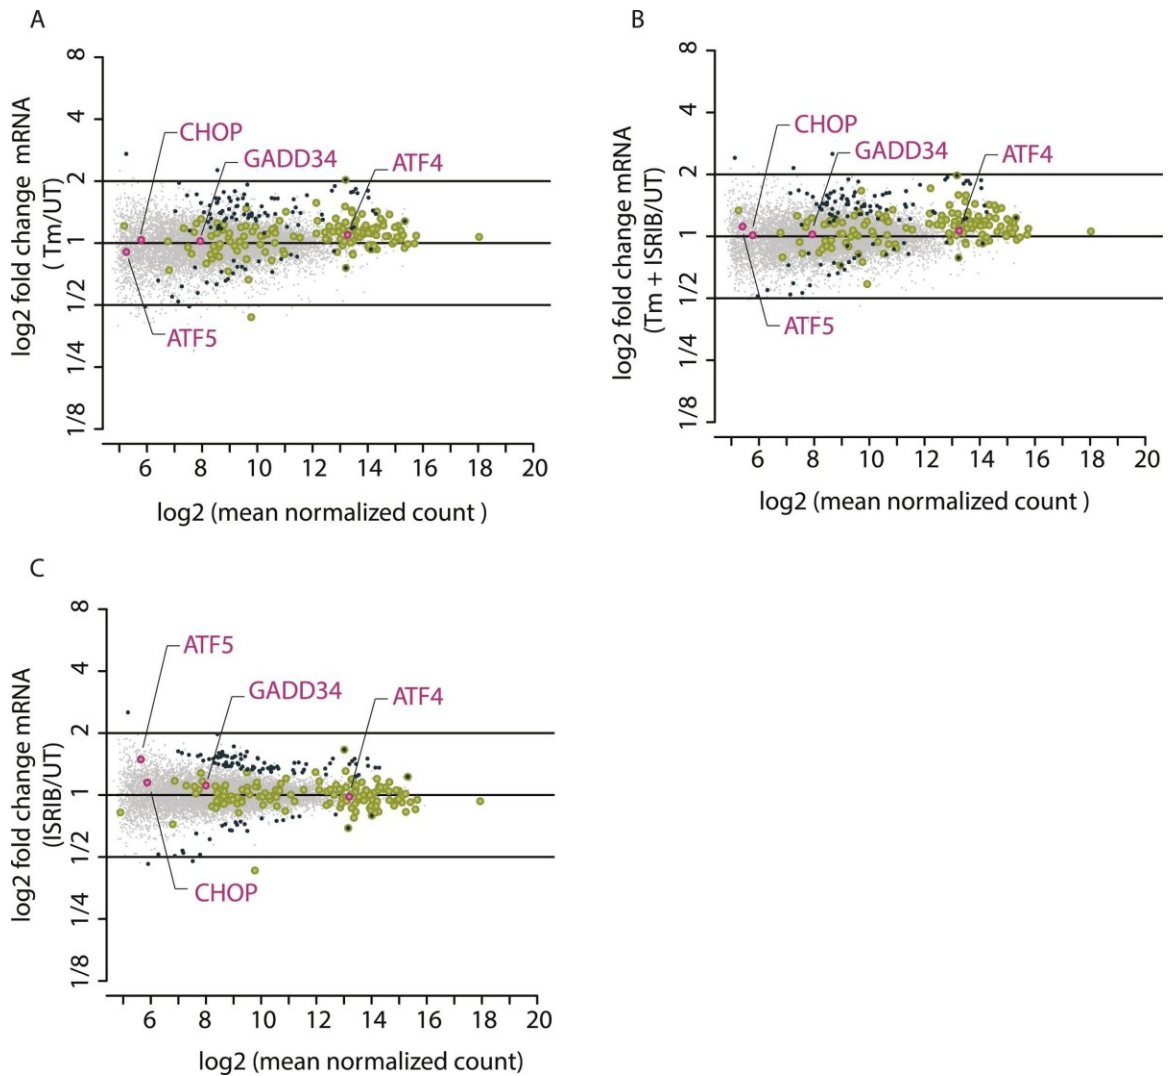 A
log2 fold change mRNA
( Tm/UT)
8
4
2
1
1/2
1/4
1/8
CHOP
GADD34
ATF4
ATF5
6 8 10 12 14 16 18 20
log2 (mean normalized count )
B
log2 fold change mRNA
(Tm + ISRIB/UT)
8
4
2
1
1/2
1/4
1/8
CHOP
GADD34
ATF4
ATF5
6 8 10 12 14 16 18 20
log2 (mean normalized count )
C
log2 fold change mRNA
(ISRIB/UT)
8
4
2
1
1/2
1/4
1/8
ATF5
GADD34
ATF4
CHOP
6 8 10 12 14 16 18 20
log2 (mean normalized count)